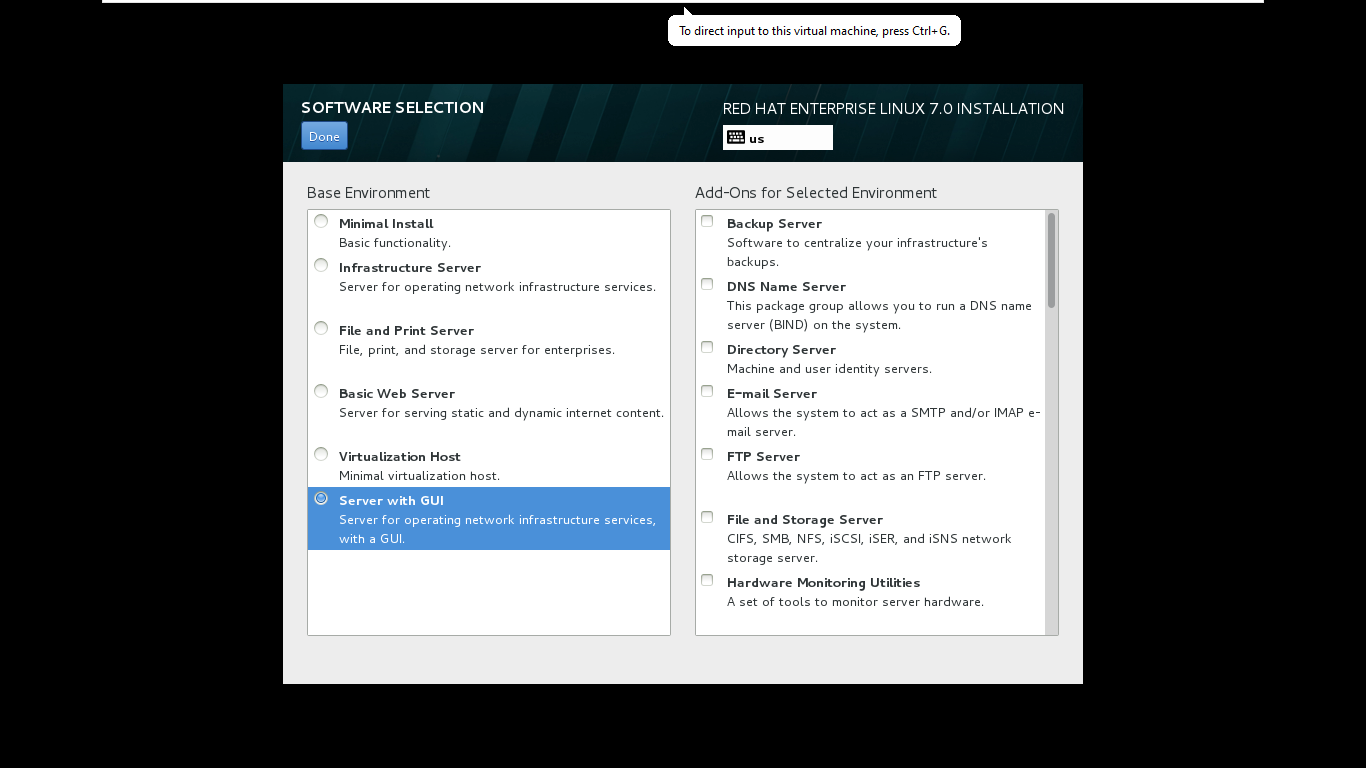 To direct input to this virtual machine, press Ctrl+G.
SOFTWARE SELECTION
Done
RED HAT ENTERPRISE LINUX 7.0 INSTALLATION
us
Base Environment
Minimal Install
Basic functionality.
Infrastructure Server
Server for operating network infrastructure services.
File and Print Server
File, print, and storage server for enterprises.
Basic Web Server
Server for serving static and dynamic internet content.
Virtualization Host
Minimal virtualization host.
Server with GUI
Server for operating network infrastructure services,
with a GUI.
Add-Ons for Selected Environment
Backup Server
Software to centralize your infrastructure's
backups.
DNS Name Server
This package group allows you to run a DNS name
server (BIND) on the system.
Directory Server
Machine and user identity servers.
E-mail Server
Allows the system to act as a SMTP and/or IMAP e-
mail server.
FTP Server
Allows the system to act as an FTP server.
File and Storage Server
CIFS, SMB, NFS, iSCSI, iSER, and iSNS network
storage server.
Hardware Monitoring Utilities
A set of tools to monitor server hardware.